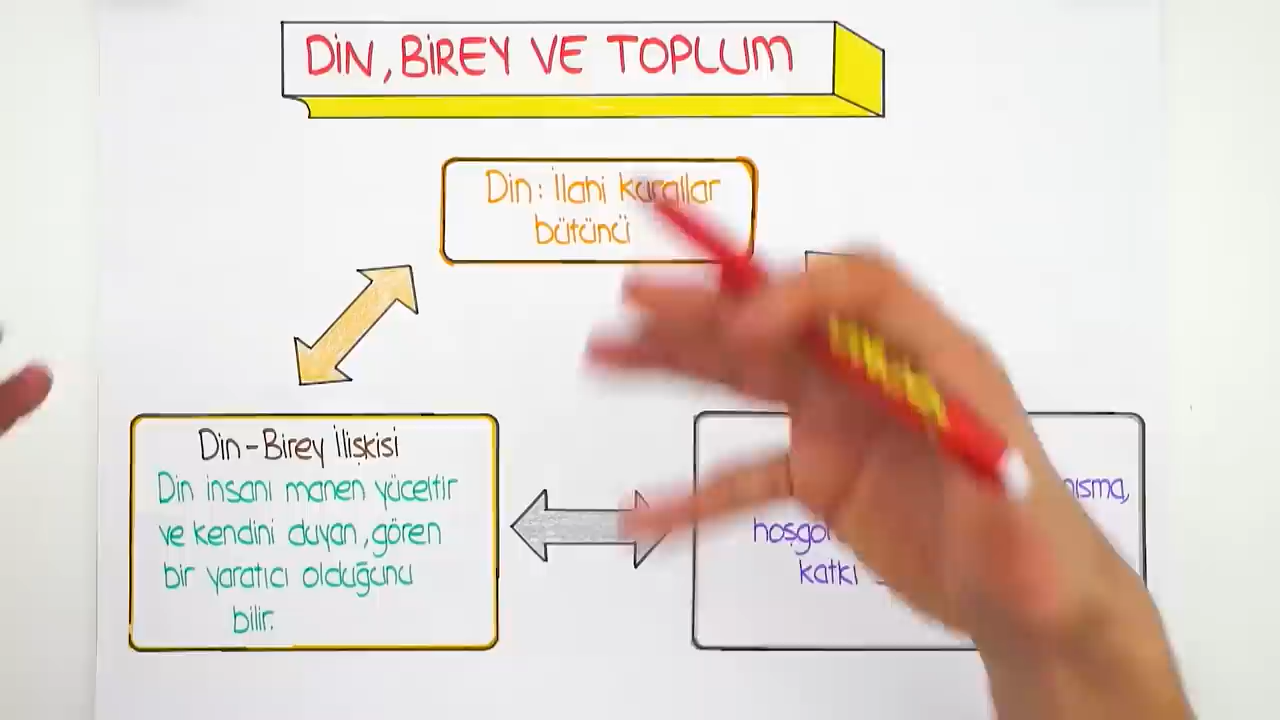 DİN, BİREY VE TOPLUM
Din: İlahi kurallar
bütünü
Din-Birey İlişkisi
Din insanı manen yüceltir
ve kendini duyan, gören
bir yaratıcı olduğunu
bilir.
katkı